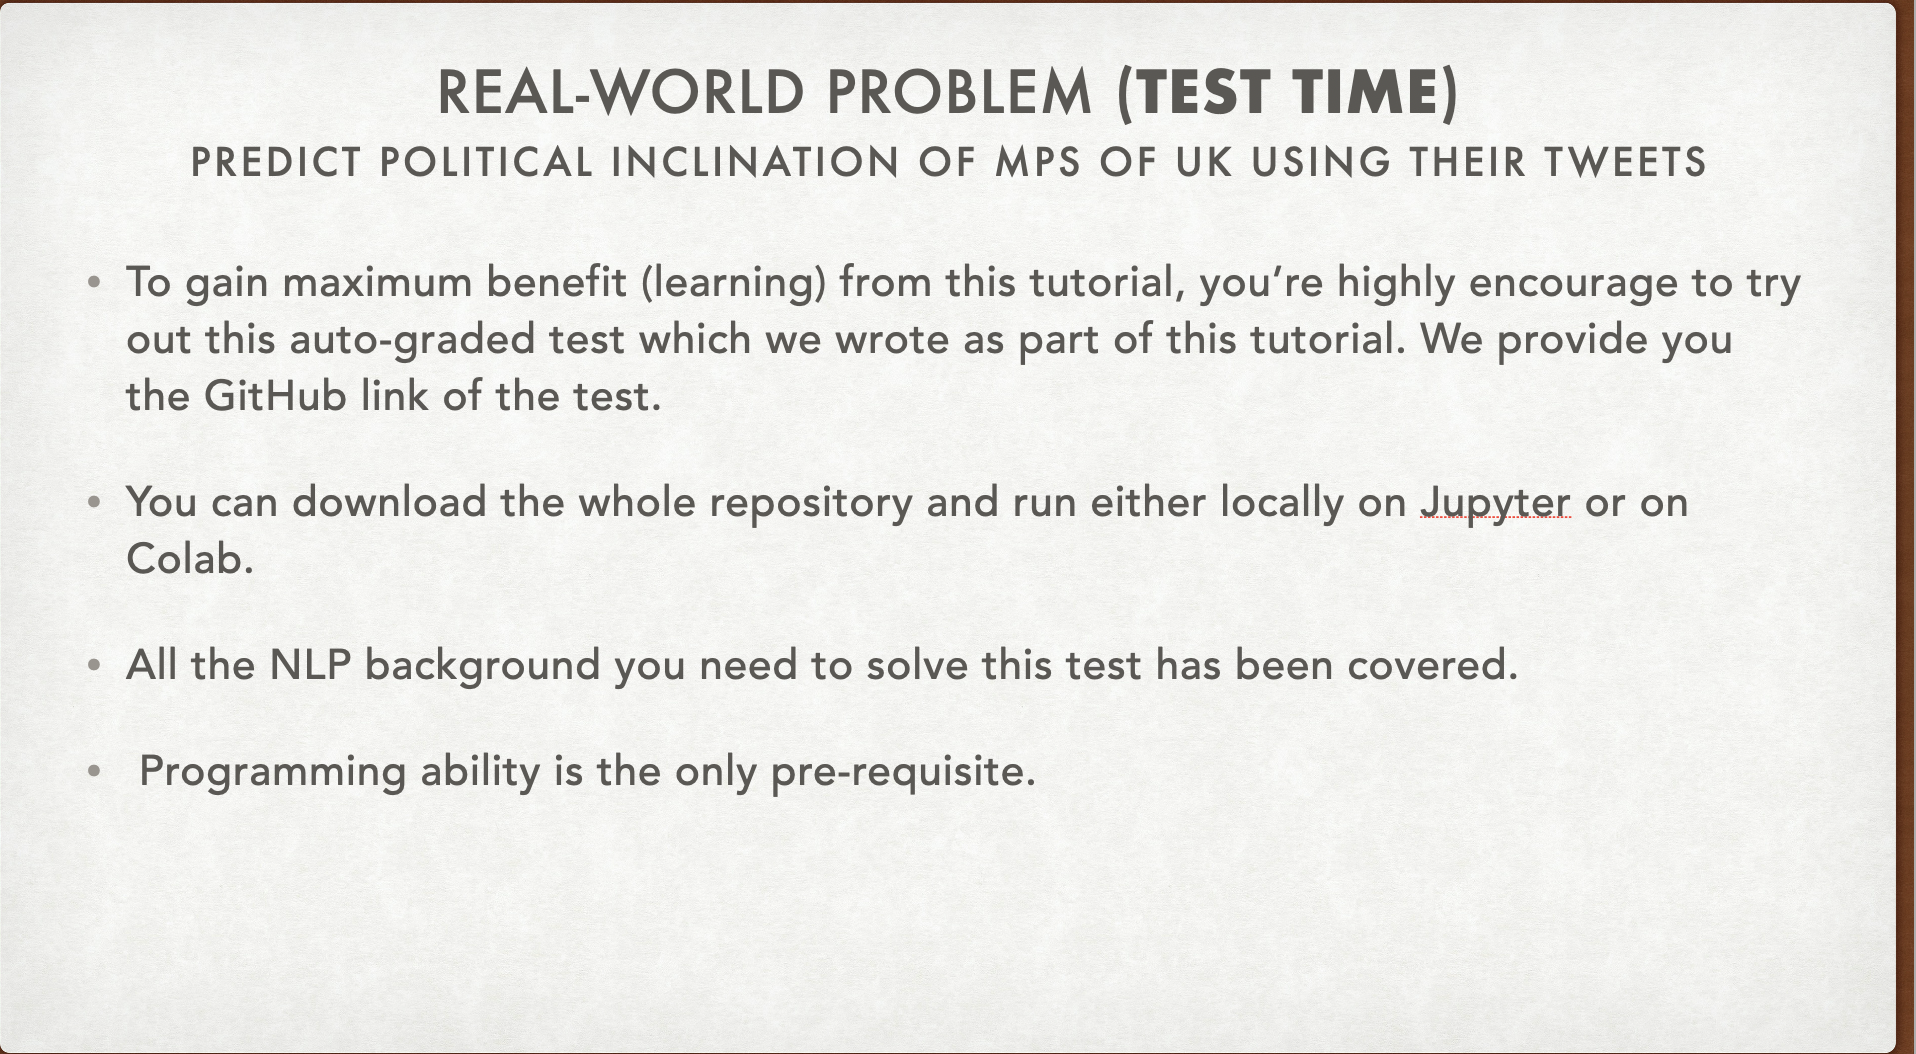 REAL-WORLD PROBLEM (TEST TIME)
PREDICT POLITICAL INCLINATION OF MPS OF UK USING THEIR TWEETS
• To gain maximum benefit (learning) from this tutorial, you’re highly encourage to try
out this auto-graded test which we wrote as part of this tutorial. We provide you
the GitHub link of the test.
• You can download the whole repository and run either locally on Jupyter or on
Colab.
• All the NLP background you need to solve this test has been covered.
• Programming ability is the only pre-requisite.